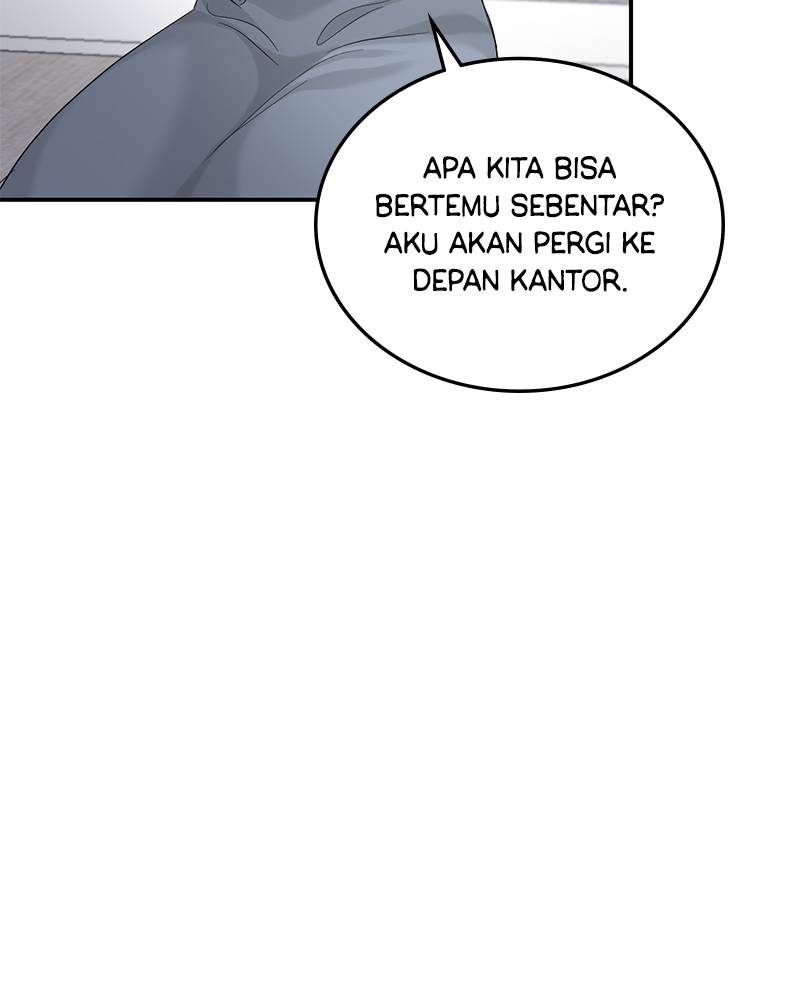 APA KITA BISA
BERTEMU SEBENTAR?
AKU AKAN PERGI KE
DEPAN KANTOR.